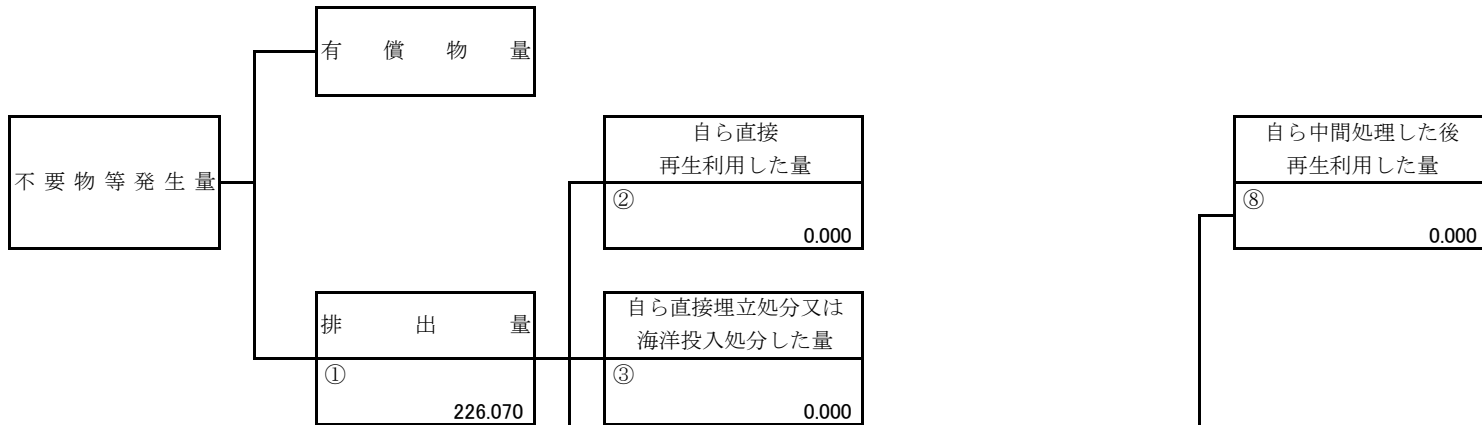 有償物量
不要物等発生量
自ら直接
再生利用した量
②
0.000
自ら中間処理した後
再生利用した量
⑧
0.000
排出量
①
226.070
自ら直接埋立処分又は
海洋投入処分した量
③
0.000